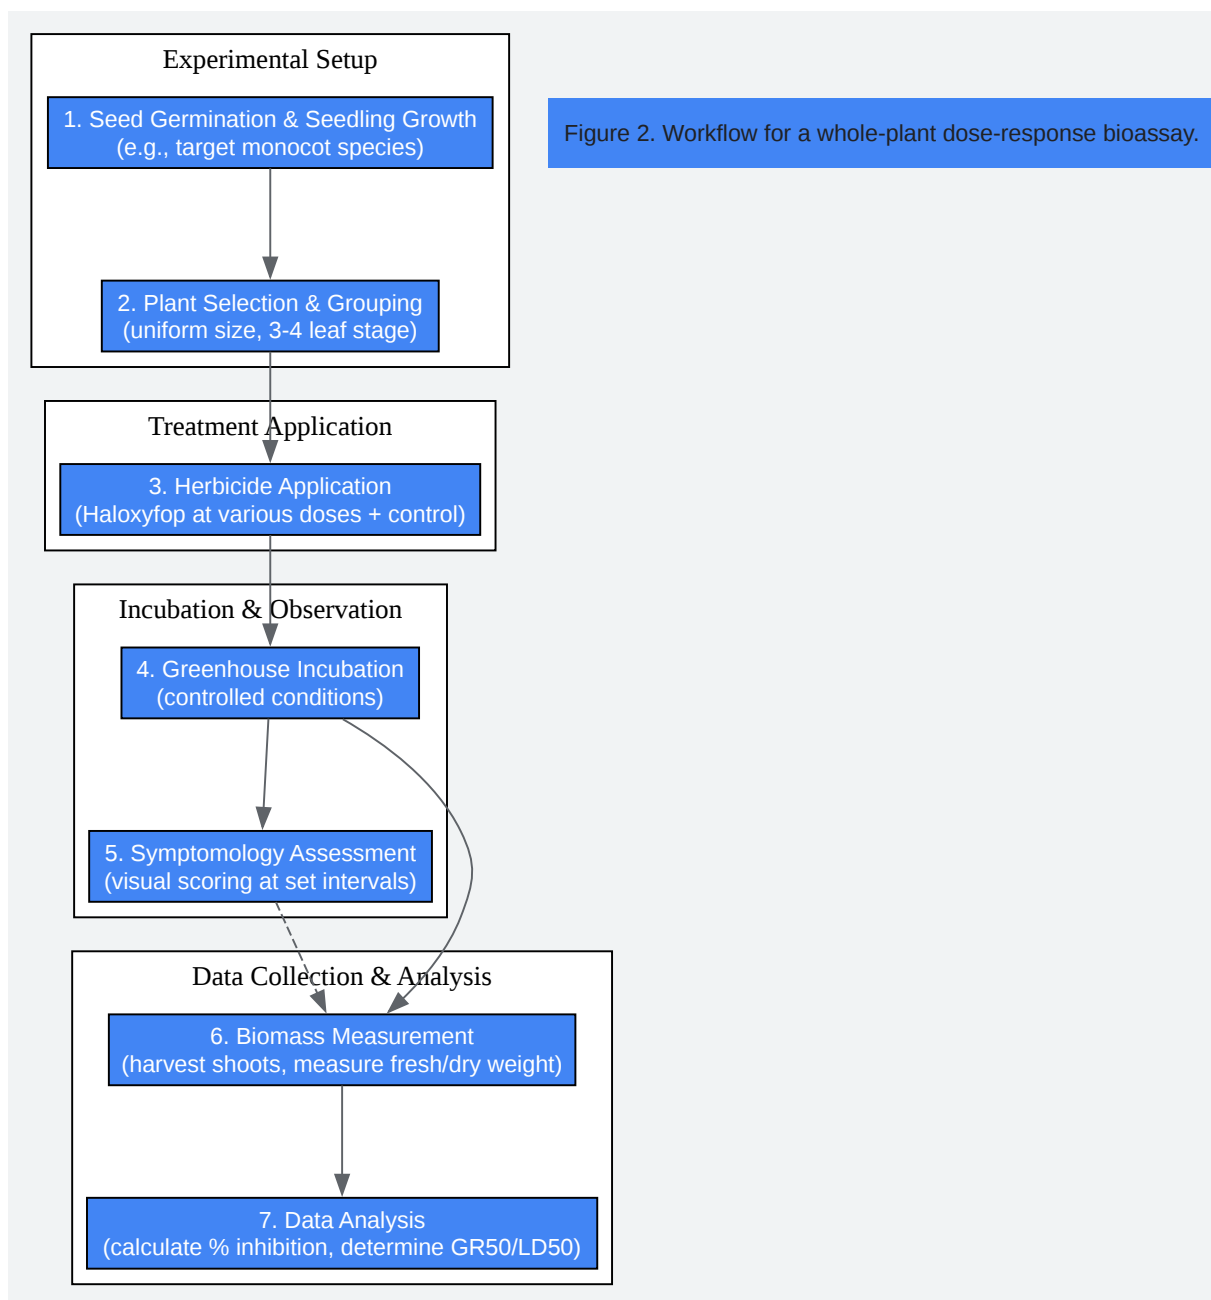 Experimental Setup
1. Seed Germination & Seedling Growth
(e.g., target monocot species)
Figure 2. Workflow for a whole-plant dose-response bioassay.
2. Plant Selection & Grouping
(uniform size, 3-4 leaf stage)
Treatment Application
3. Herbicide Application
(Haloxyfop at various doses + control)
Incubation & Observation
4. Greenhouse Incubation
(controlled conditions)
5. Symptomology Assessment
(visual scoring at set intervals)
Data Collection & Analysis
6. Biomass Measurement
(harvest shoots, measure fresh/dry weight)
7. Data Analysis
(calculate % inhibition, determine GR50/LD50)